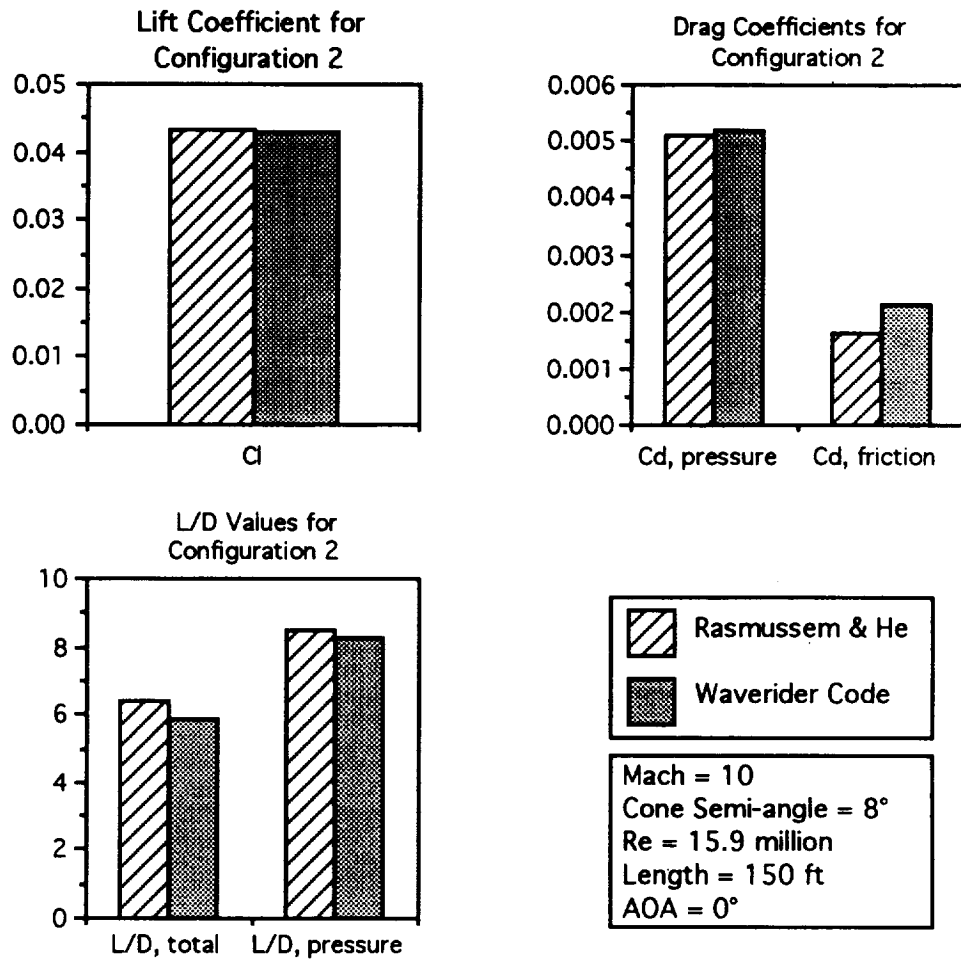 Lift Coefficient for
Configuration 2
0.05
0.04
0.03
0.02
0.01
0.00
Cl
Drag Coefficients for
Configuration 2
0.006
0.005
0.004
0.003
0.002
0.001
0.000
Cd, pressure Cd, friction
L/D Values for
Configuration 2
10
8
6
4
2
0
L/D, total L/D, pressure
Rasmussem & He
Waverider Code
Mach = 10
Cone Semi-angle = 8°
Re = 15.9 million
Length = 150 ft
AOA = 0°